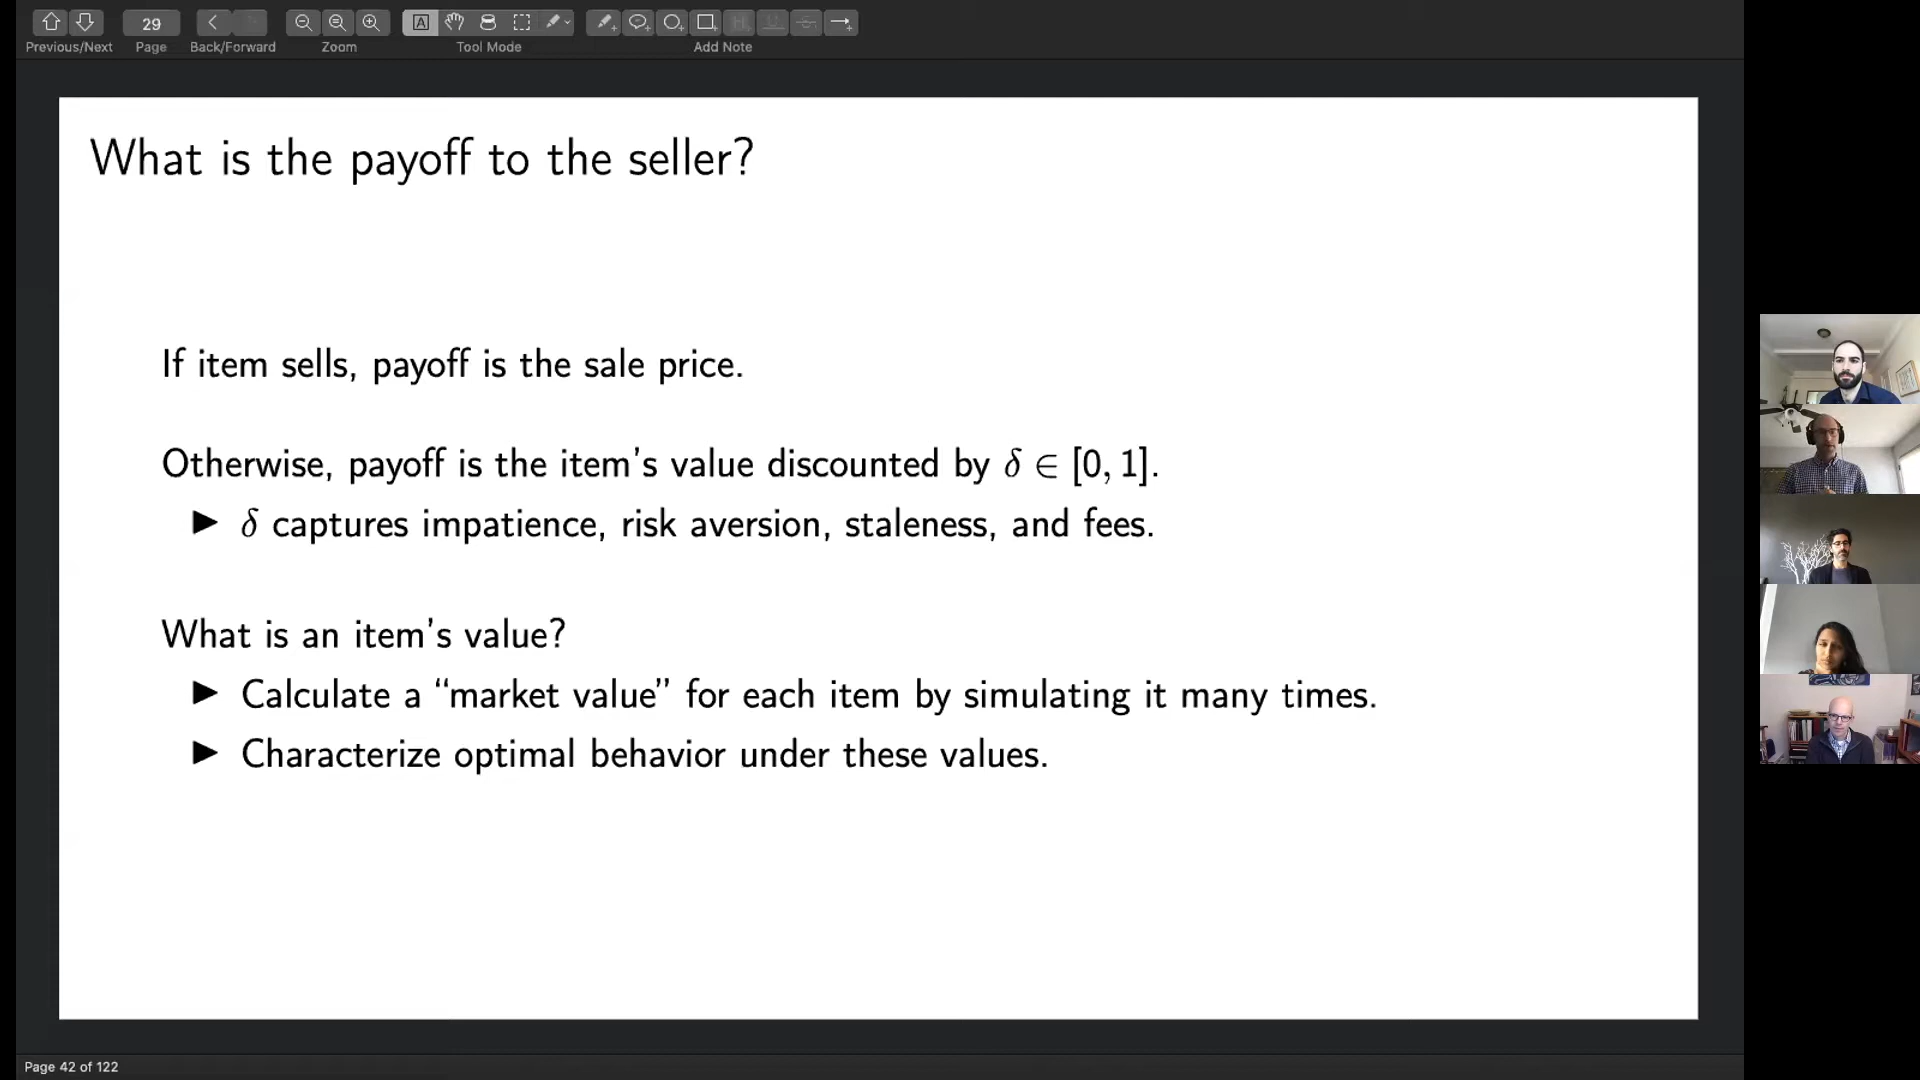 29
Previous/Next
Page
Back/Forward
Zoom
Tool Mode
Add Note
What is the payoff to the seller?
If item sells, payoff is the sale price.
Otherwise, payoff is the item's value discounted by δ ∈ [0, 1].
▶ δ captures impatience, risk aversion, staleness, and fees.
What is an item's value?
▶ Calculate a “market value” for each item by simulating it many times.
▶ Characterize optimal behavior under these values.
Page 42 of 122